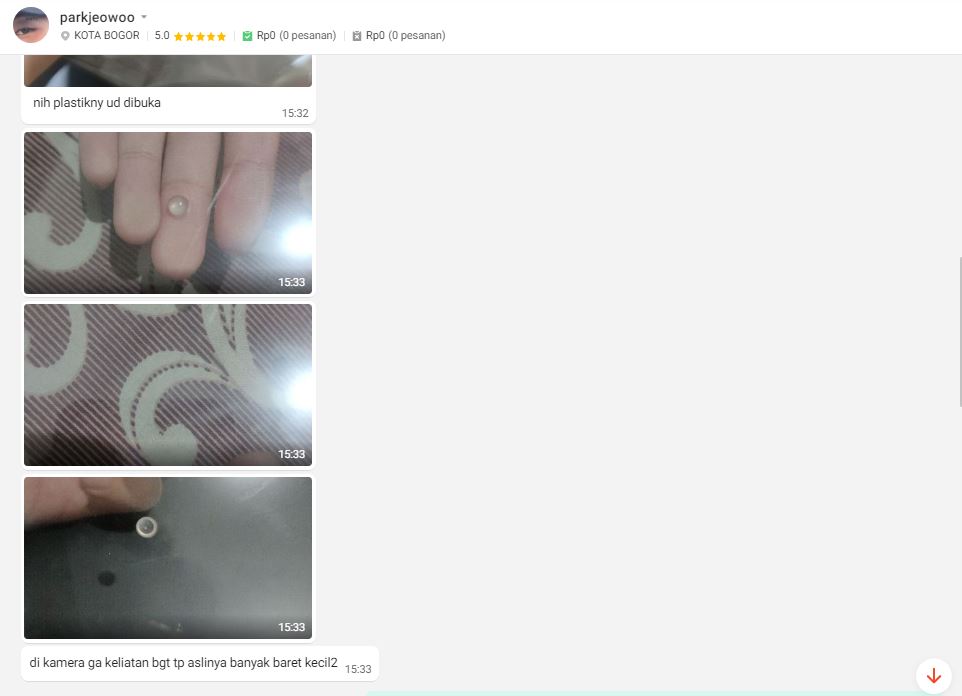 parkjeowoo
KOTA BOGOR 5.0 Rp0 (0 pesanan) Rp0 (0 pesanan)
nih plastikny ud dibuka
15:32
15:33
15:33
15:33
di kamera ga keliatan bgt tp aslinya banyak baret kecil2 15:33